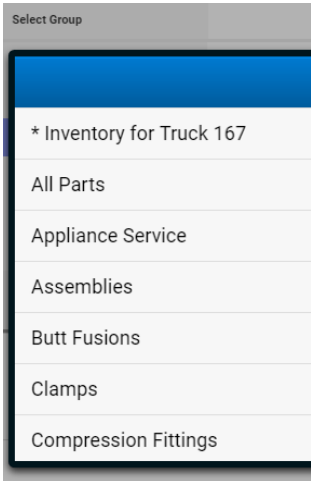 Select Group
* Inventory for Truck 167
All Parts
Appliance Service
Assemblies
Butt Fusions
Clamps
Compression Fittings